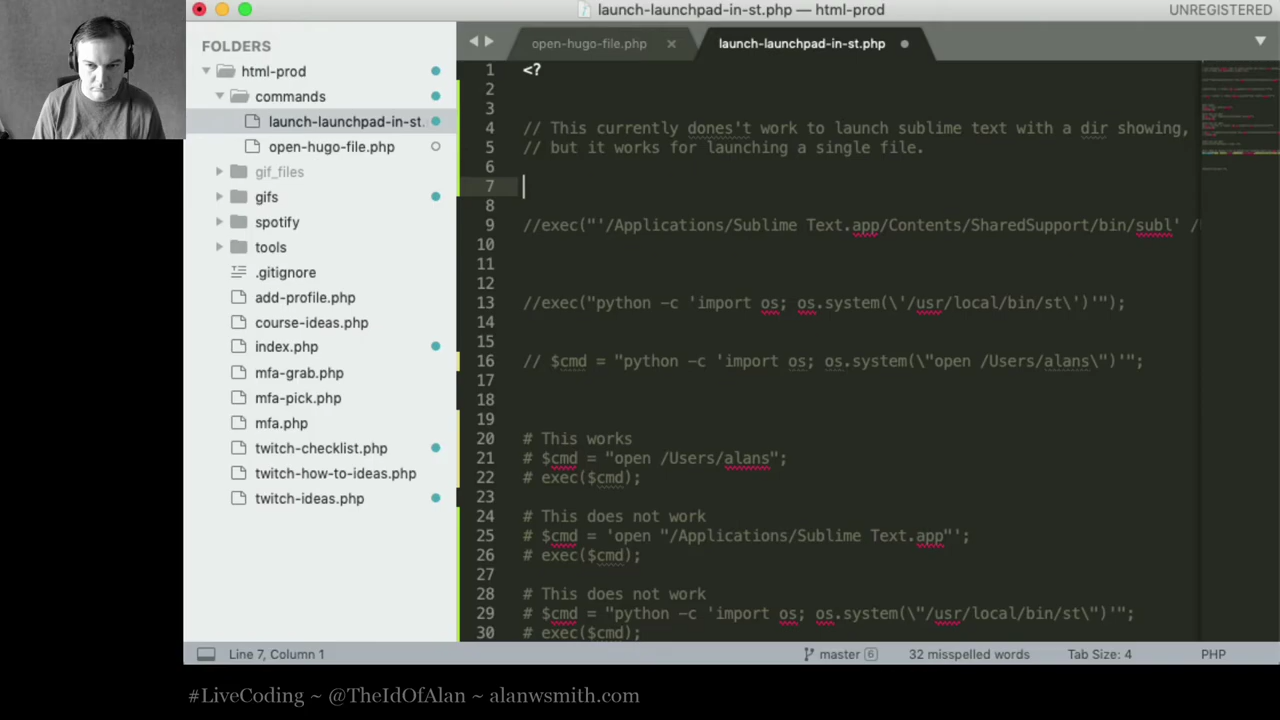 launch-launchpad-in-st.php — html-prod
UNREGISTERED
FOLDERS
html-prod
commands
launch-launchpad-in-st.
open-hugo-file.php
gif_files
gifs
spotify
tools
.gitignore
add-profile.php
course-ideas.php
index.php
mfa-grab.php
mfa-pick.php
mfa.php
twitch-checklist.php
twitch-how-to-ideas.php
twitch-ideas.php
open-hugo-file.php
launch-launchpad-in-st.php
1 <?
2
3
4 // This currently dones't work to launch sublime text with a dir showing,
5 // but it works for launching a single file.
6
7
8
9 //exec("'/Applications/Sublime Text.app/Contents/SharedSupport/bin/subl' /
10
11
12
13 //exec("python -c 'import os; os.system(\'/usr/local/bin/st\')'");
14
15
16 // $cmd = "python -c 'import os; os.system(\"open /Users/alans\")'";
17
18
19
20 # This works
21 # $cmd = "open /Users/alans";
22 # exec($cmd);
23
24 # This does not work
25 # $cmd = 'open "/Applications/Sublime Text.app"';
26 # exec($cmd);
27
28 # This does not work
29 # $cmd = "python -c 'import os; os.system(\"/usr/local/bin/st\")'";
30 # exec($cmd);
Line 7, Column 1
master 6
32 misspelled words
Tab Size: 4
PHP
#LiveCoding ~ @TheIdOfAlan ~ alanwsmith.com